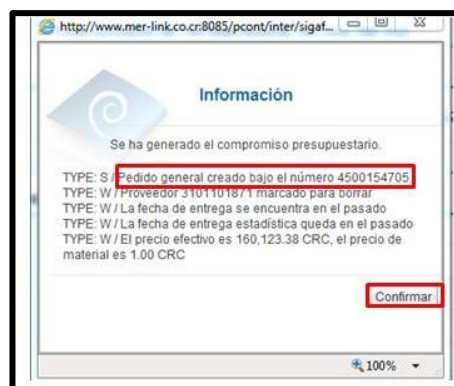 http://www.mer-link.co.cr:8085/pcont/inter/sigaf...
Información
Se ha generado el compromiso presupuestario.
TYPE: S / Pedido general creado bajo el número 4500154705
TYPE: W / Proveedor 3101101871 marcado para borrar
TYPE: W / La fecha de entrega se encuentra en el pasado
TYPE: W / La fecha de entrega estadística queda en el pasado
TYPE: W / El precio efectivo es 160,123.38 CRC, el precio de
material es 1.00 CRC
Confirmar
100%